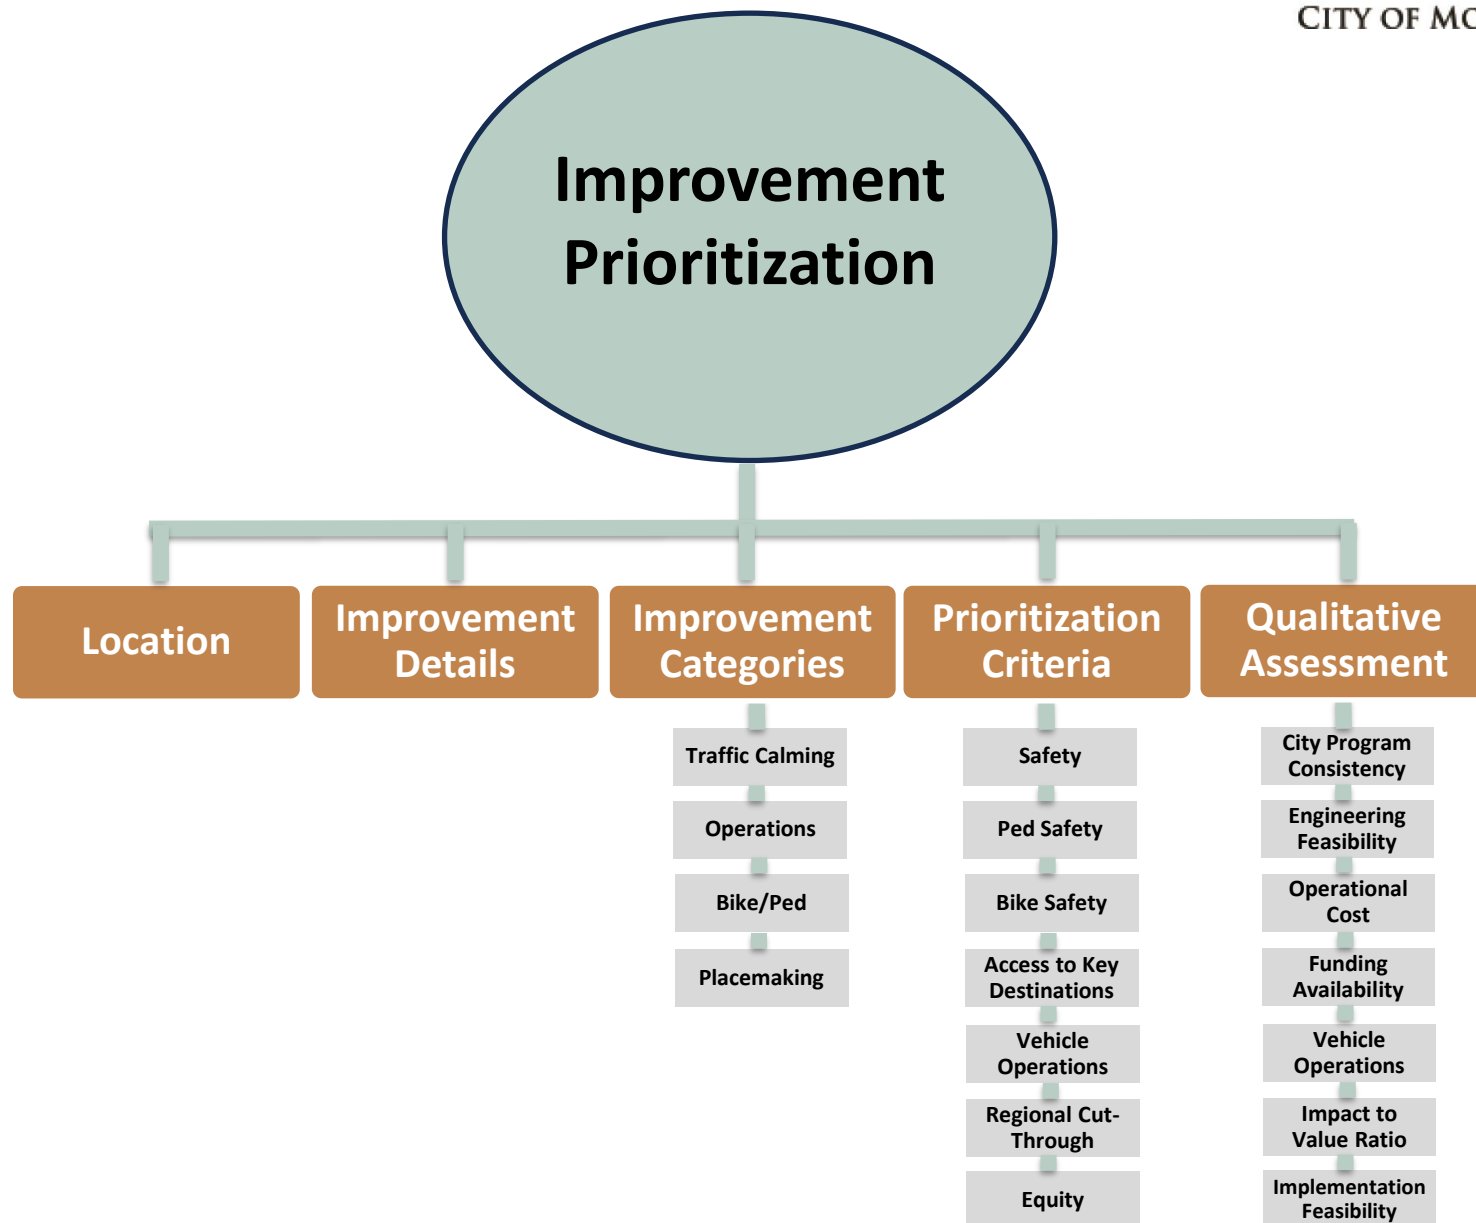 CITY OF MO
Improvement
Prioritization
Location
Improvement
Details
Improvement
Categories
Prioritization
Criteria
Qualitative
Assessment
Traffic Calming
Operations
Bike/Ped
Placemaking
Safety
Ped Safety
Bike Safety
Access to Key
Destinations
Vehicle
Operations
Regional Cut-
Through
Equity
City Program
Consistency
Engineering
Feasibility
Operational
Cost
Funding
Availability
Vehicle
Operations
Impact to
Value Ratio
Implementation
Feasibility